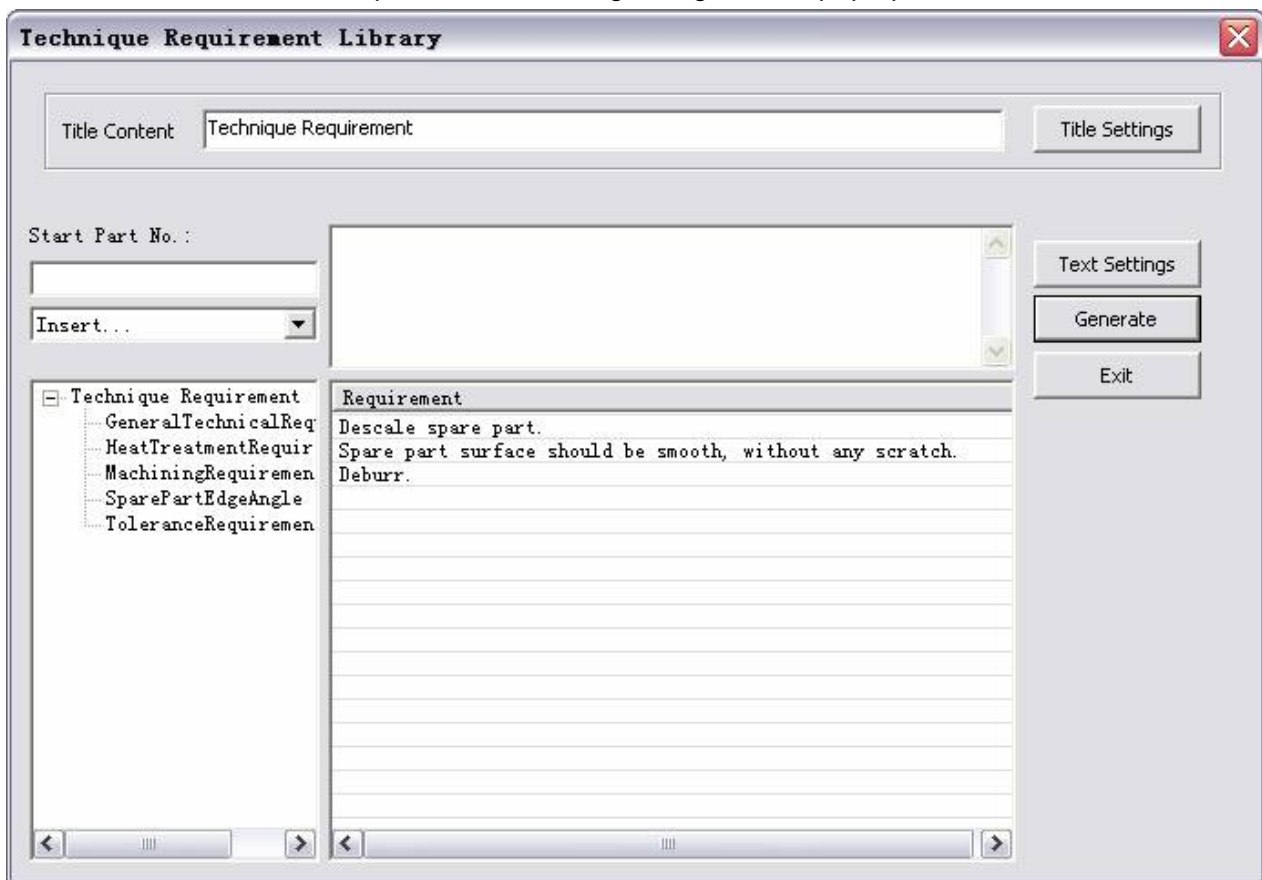 Technique Requirement Library
Title Content
Technique Requirement
Title Settings
Start Part No.:
Insert...
Text Settings
Generate
Exit
Technique Requirement
GeneralTechnicalReq
HeatTreatmentRequir
MachiningRequiremen
SparePartEdgeAngle
ToleranceRequiremen
Requirement
Descale spare part.
Spare part surface should be smooth, without any scratch.
Deburr.